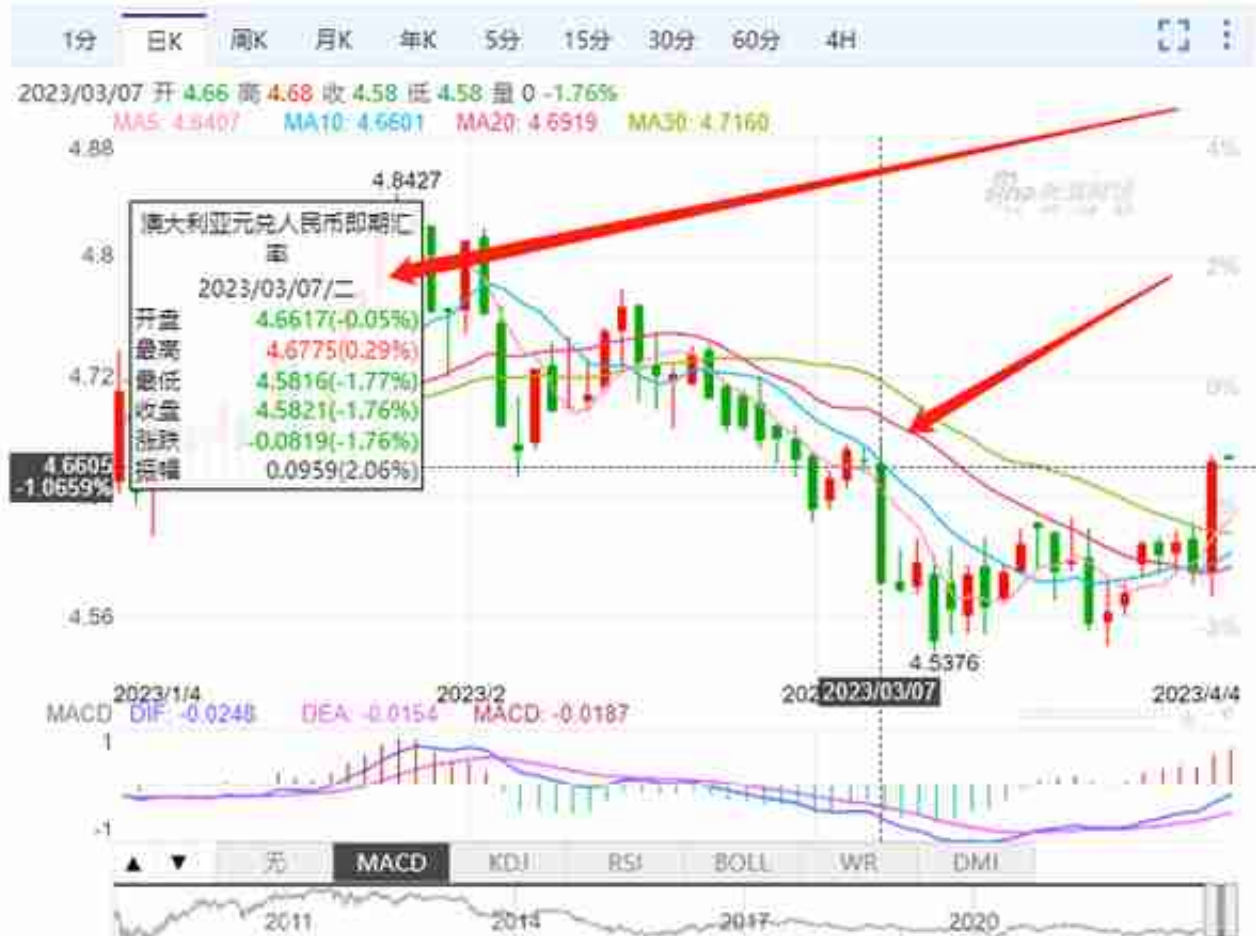 1分 日K 周K 月K 年K 5分 15分 30分 60分 4H
2023/03/07 开 4.66 高 4.68 收 4.58 低 4.58 量 0 -1.76%
MA5: 4.6407 MA10: 4.6601 MA20: 4.6919 MA30: 4.7160
4.88 4%
4.8427
澳大利亚元兑人民币即期汇
率
4.8 2%
2023/03/07/二
开盘 4.6617(-0.05%)
最高 4.6775(0.29%)
4.72 0%
最低 4.5816(-1.77%)
收盘 4.5821(-1.76%)
涨跌 -0.0819(-1.76%)
振幅 0.0959(2.06%)
4.6605
-1.0659%
4.56 -3%
4.5376
2023/1/4 2023/2 202 2023/03/07 2023/4/4
MACD DIF: -0.0248 DEA: -0.0154 MACD: -0.0187
1
-1
▲ ▼ 无 MACD KDJ RSI BOLL WR DMI
2011 2014 2017 2020